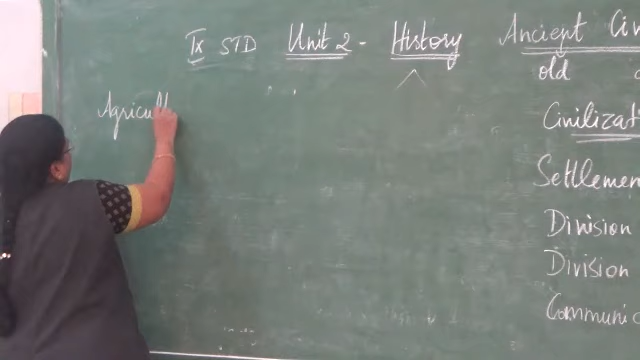 IX STD Unit 2 - History Ancient Civ
old
Agricult
Civilizat
Settlemen
Division
Division
Communic